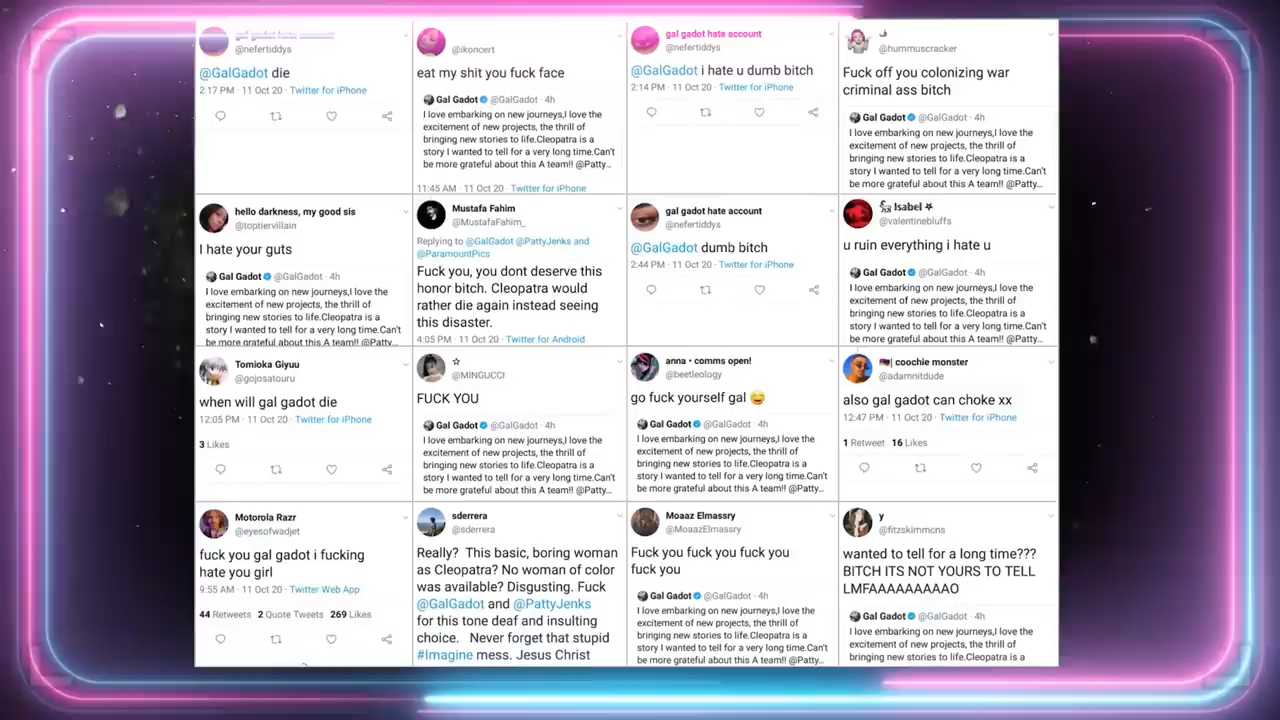 @nefertiddys
@GalGadot die
2:17 PM · 11 Oct 20 · Twitter for iPhone
@ikoncert
eat my shit you fuck face
Gal Gadot @GalGadot · 4h
I love embarking on new journeys,I love the
excitement of new projects, the thrill of
bringing new stories to life.Cleopatra is a
story I wanted to tell for a very long time.Can't
be more grateful about this A team!! @Patty...
11:45 AM · 11 Oct 20 · Twitter for iPhone
gal gadot hate account
@nefertiddys
@GalGadot i hate u dumb bitch
2:14 PM · 11 Oct 20 · Twitter for iPhone
@hummuscracker
Fuck off you colonizing war
criminal ass bitch
Gal Gadot @GalGadot · 4h
I love embarking on new journeys,I love the
excitement of new projects, the thrill of
bringing new stories to life.Cleopatra is a
story I wanted to tell for a very long time.Can't
be more grateful about this A team!! @Patty...
hello darkness, my good sis
@toptiervillain
I hate your guts
Gal Gadot @GalGadot · 4h
I love embarking on new journeys,I love the
excitement of new projects, the thrill of
bringing new stories to life.Cleopatra is a
story I wanted to tell for a very long time.Can't
be more grateful about this A team!! @Patty...
Mustafa Fahim
@MustafaFahim_
Replying to @GalGadot @PattyJenks and
@ParamountPics
Fuck you, you dont deserve this
honor bitch. Cleopatra would
rather die again instead seeing
this disaster.
4:05 PM · 11 Oct 20 · Twitter for Android
gal gadot hate account
@nefertiddys
@GalGadot dumb bitch
2:44 PM · 11 Oct 20 · Twitter for iPhone
Isabel
@valentinebluffs
u ruin everything i hate u
Gal Gadot @GalGadot · 4h
I love embarking on new journeys,I love the
excitement of new projects, the thrill of
bringing new stories to life.Cleopatra is a
story I wanted to tell for a very long time.Can't
be more grateful about this A team!! @Patty...
Tomioka Giyuu
@gojosatouru
when will gal gadot die
12:05 PM · 11 Oct 20 · Twitter for iPhone
3 Likes
☆
@MINGUCCI
FUCK YOU
Gal Gadot @GalGadot · 4h
I love embarking on new journeys,I love the
excitement of new projects, the thrill of
bringing new stories to life.Cleopatra is a
story I wanted to tell for a very long time.Can't
be more grateful about this A team!! @Patty...
anna • comms open!
@beetleology
go fuck yourself gal 😄
Gal Gadot @GalGadot · 4h
I love embarking on new journeys,I love the
excitement of new projects, the thrill of
bringing new stories to life.Cleopatra is a
story I wanted to tell for a very long time.Can't
be more grateful about this A team!! @Patty...
| coochie monster
@adamnitdude
also gal gadot can choke xx
12:47 PM · 11 Oct 20 · Twitter for iPhone
1 Retweet 16 Likes
Motorola Razr
@eyesofwadjet
fuck you gal gadot i fucking
hate you girl
9:55 AM · 11 Oct 20 · Twitter Web App
44 Retweets 2 Quote Tweets 269 Likes
sderrera
@sderrera
Really? This basic, boring woman
as Cleopatra? No woman of color
was available? Disgusting. Fuck
@GalGadot and @PattyJenks
for this tone deaf and insulting
choice. Never forget that stupid
#Imagine mess. Jesus Christ
Moaaz Elmassry
@MoaazElmassry
Fuck you fuck you fuck you
fuck you
Gal Gadot @GalGadot · 4h
I love embarking on new journeys,I love the
excitement of new projects, the thrill of
bringing new stories to life.Cleopatra is a
story I wanted to tell for a very long time.Can't
be more grateful about this A team!! @Patty...
y
@fitzskimmcns
wanted to tell for a long time???
BITCH ITS NOT YOURS TO TELL
LMFAAAAAAAAAO
Gal Gadot @GalGadot · 4h
I love embarking on new journeys,I love the
excitement of new projects, the thrill of
bringing new stories to life.Cleopatra is a